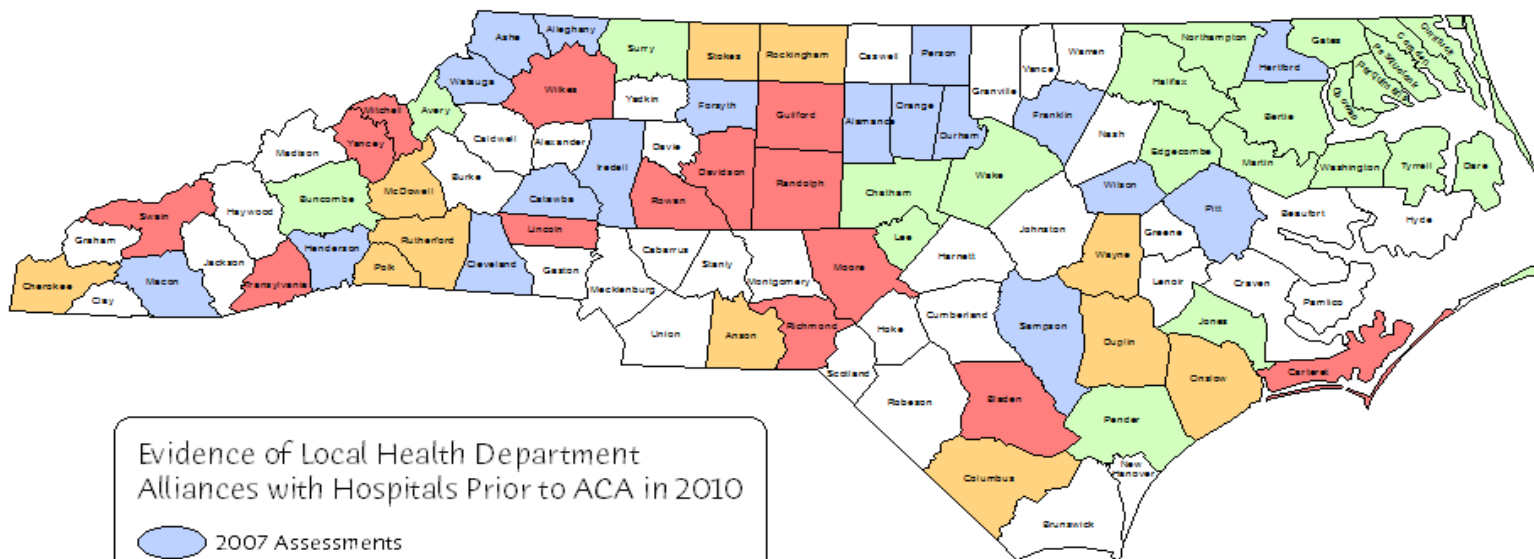 Ashe
Alleghany
Surry
Stokes
Rockingham
Caswell
Person
Vance
Warren
Northampton
Gates
Hertford
Halifax
Watauga
Wilkes
Yadkin
Forsyth
Guilford
Alamance
Orange
Durham
Granville
Franklin
Nash
Bertie
Mitchell
Avery
Yancey
Caldwell
Alexander
Davie
Iredell
Madison
Burke
McDowell
Buncombe
Haywood
Swain
Graham
Catawba
Rowan
Davidson
Randolph
Chatham
Wake
Edgecombe
Martin
Washington
Tyrrell
Dare
Wilson
Pitt
Beaufort
Hyde
Johnston
Greene
Lee
Harnett
Wayne
Lincoln
Rutherford
Henderson
Polk
Cleveland
Gaston
Cabarrus
Stanly
Montgomery
Moore
Mecklenburg
Jackson
Transylvania
Macon
Cherokee
Clay
Lenoir
Craven
Pamlico
Jones
Union
Anson
Richmond
Hoke
Cumberland
Sampson
Duplin
Onslow
Carteret
Scotland
Robeson
Bladen
Pender
Columbus
New
Hanover
Brunswick
Evidence of Local Health Department
Alliances with Hospitals Prior to ACA in 2010
2007 Assessments